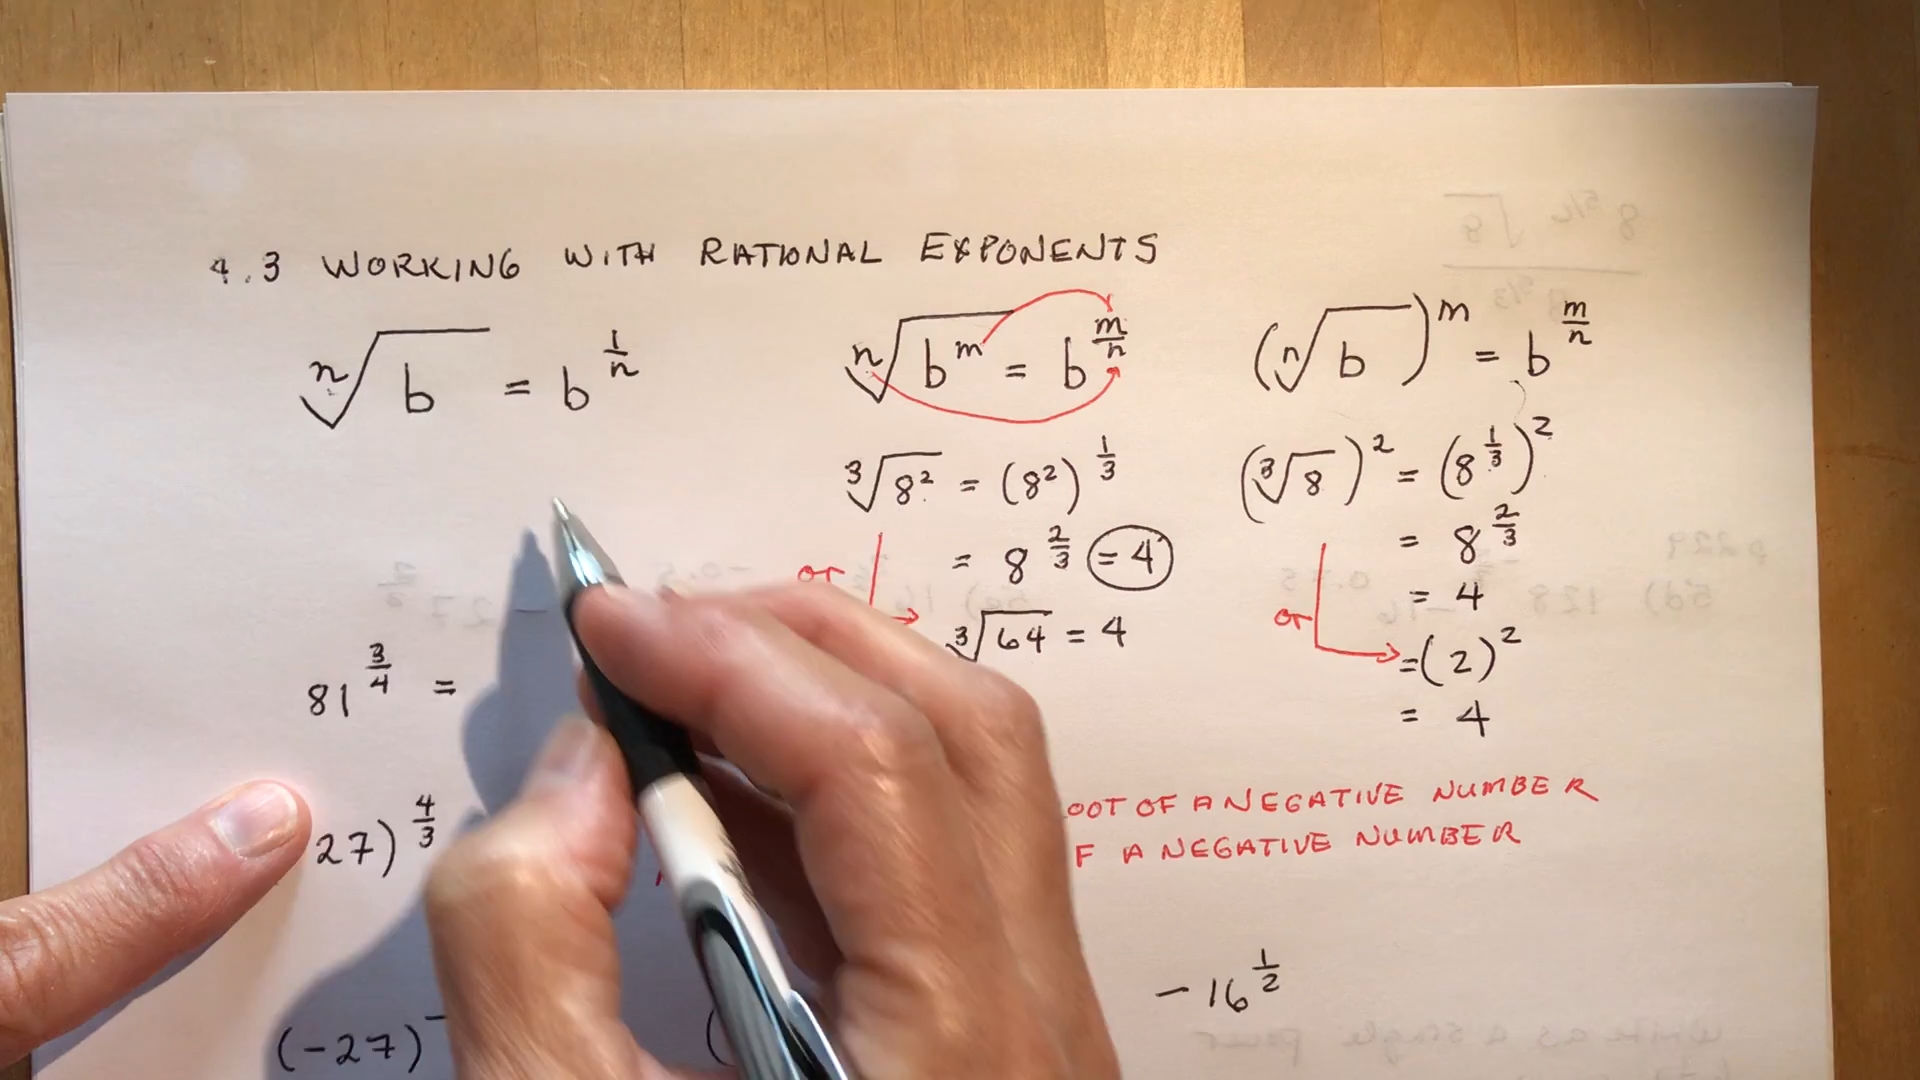 4.3 WORKING WITH RATIONAL EXPONENTS
ⁿ√b = b^(1/n)
ⁿ√(b^m) = b^(m/n)
(ⁿ√b)^m = b^(m/n)
³√(8²) = (8²)^(1/3)
= 8^(2/3) = 4
or
³√64 = 4
(³√8)² = (8^(1/3))²
= 8^(2/3)
= 4
or
=(2)²
= 4
81^(3/4) =
27)^(4/3)
OOT OF A NEGATIVE NUMBER
F A NEGATIVE NUMBER
(-27)^-
(
-16^(1/2)